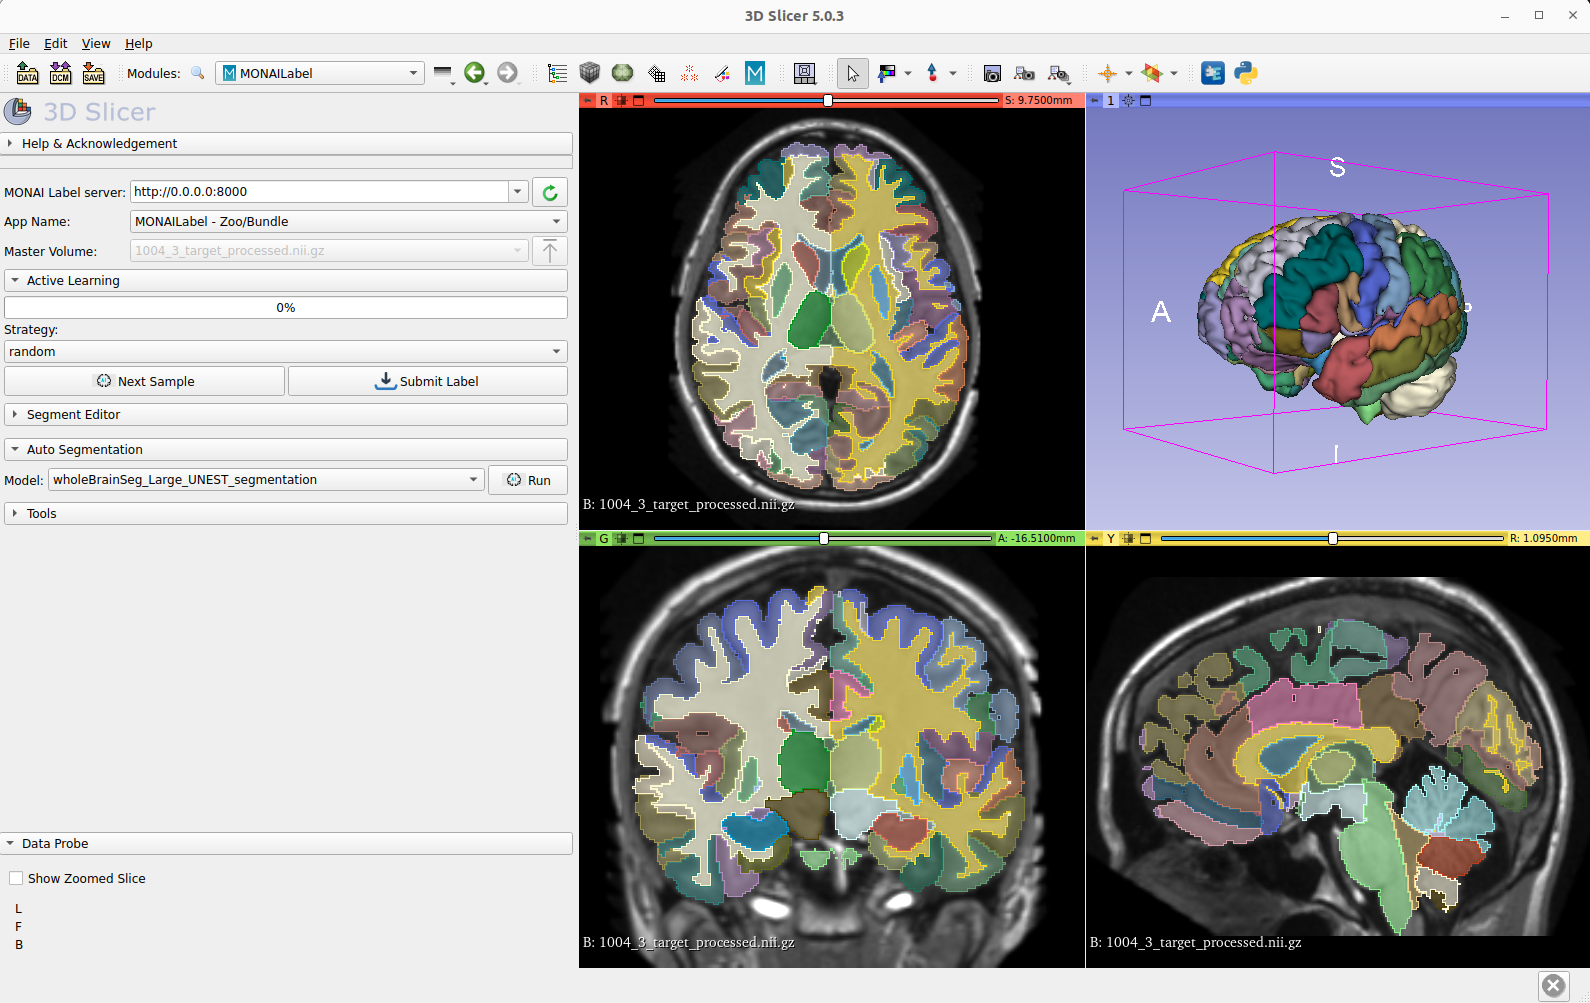 3D Slicer 5.0.3
File Edit View Help
DATA DCM SAVE Modules: MONAILabel M
3D Slicer
Help & Acknowledgement
MONAI Label server: http://0.0.0.0:8000
App Name: MONAILabel - Zoo/Bundle
Master Volume: 1004_3_target_processed.nii.gz
Active Learning
0%
Strategy:
random
Next Sample Submit Label
Segment Editor
Auto Segmentation
Model: wholeBrainSeg_Large_UNEST_segmentation Run
Tools
Data Probe
Show Zoomed Slice
L
F
B
R S: 9.7500mm
B: 1004_3_target_processed.nii.gz
1
S
A P
I
G A: -16.5100mm
B: 1004_3_target_processed.nii.gz
Y R: 1.0950mm
B: 1004_3_target_processed.nii.gz